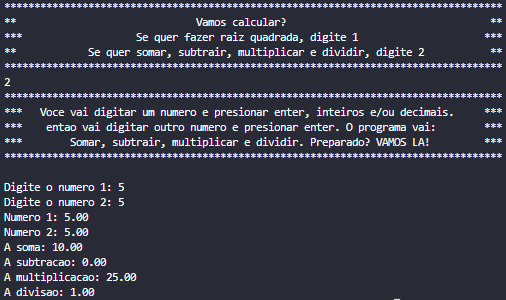 ***********************************************************************************
**                              Vamos calcular?                                  **
***                   Se quer fazer raiz quadrada, digite 1                     ***
**            Se quer somar, subtrair, multiplicar e dividir, digite 2           **
***********************************************************************************
2
***********************************************************************************
***   Voce vai digitar um numero e presionar enter, inteiros e/ou decimais.     ***
***    entao vai digitar outro numero e presionar enter. O programa vai:        ***
***        Somar, subtrair, multiplicar e dividir. Preparado? VAMOS LA!         ***
***********************************************************************************
Digite o numero 1: 5
Digite o numero 2: 5
Numero 1: 5.00
Numero 2: 5.00
A soma: 10.00
A subtracao: 0.00
A multiplicacao: 25.00
A divisao: 1.00